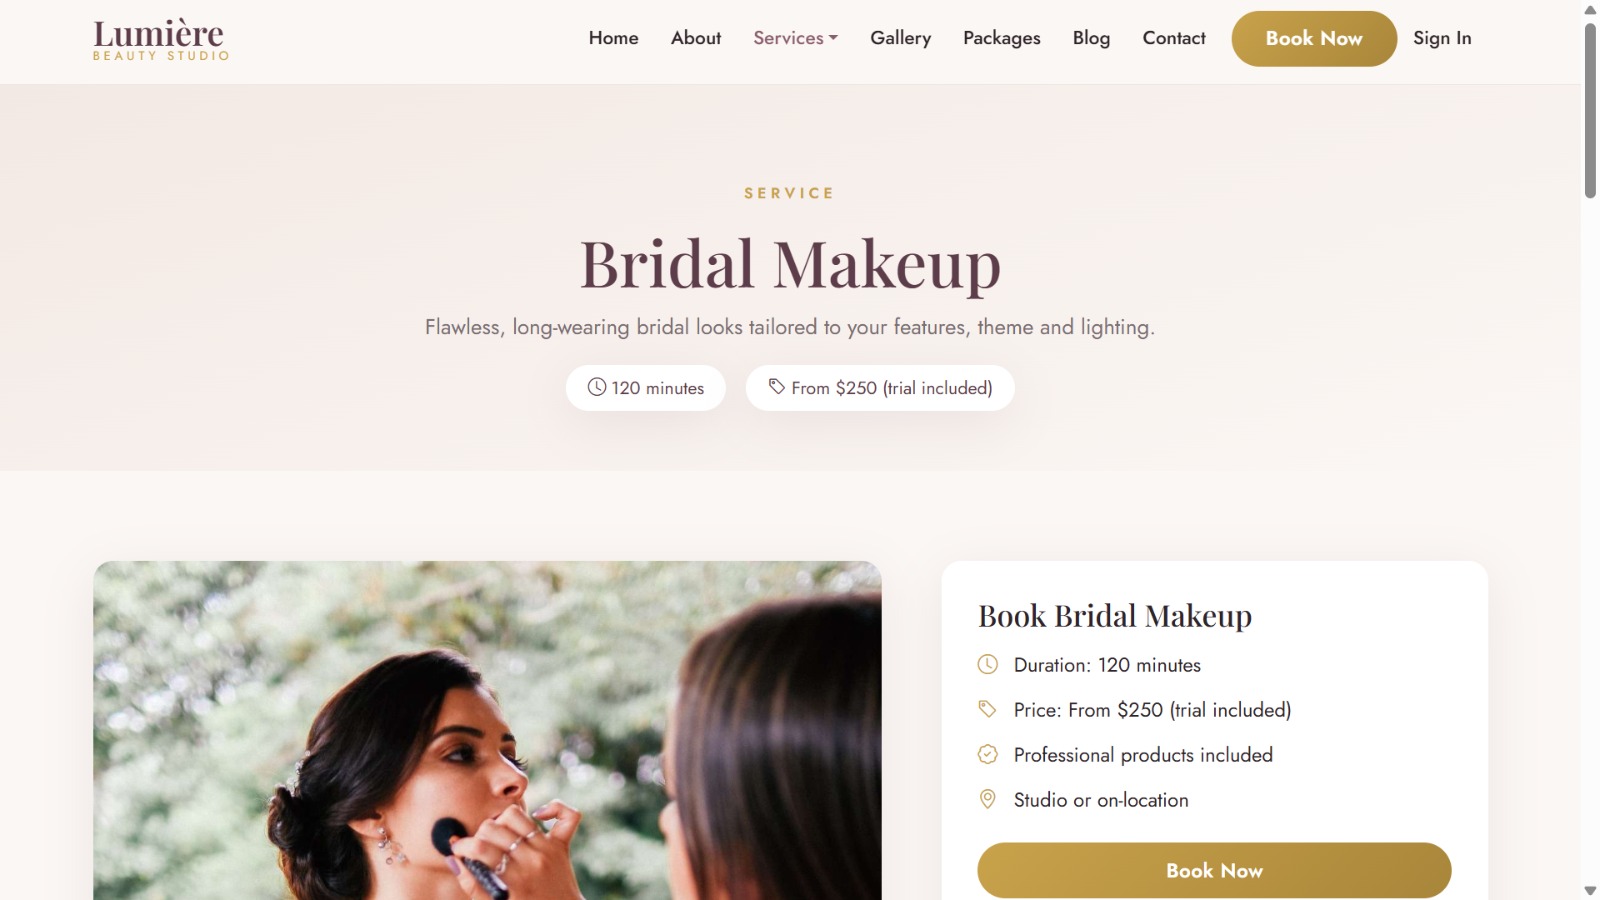 Lumière
BEAUTY STUDIO
Home About Services Gallery Packages Blog Contact Book Now Sign In
SERVICE
Bridal Makeup
Flawless, long-wearing bridal looks tailored to your features, theme and lighting.
120 minutes From $250 (trial included)
Book Bridal Makeup
Duration: 120 minutes
Price: From $250 (trial included)
Professional products included
Studio or on-location
Book Now